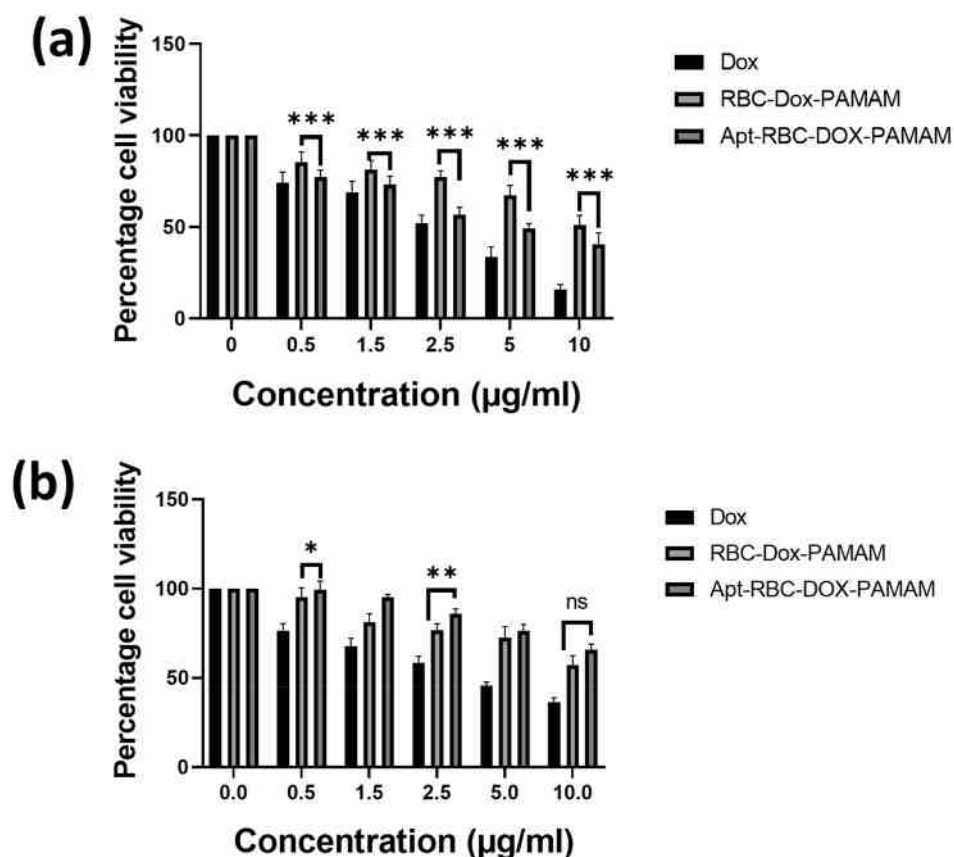 (a)
Percentage cell viability
150
100
50
0
***
***
***
***
***
0 0.5 1.5 2.5 5 10
Concentration (µg/ml)
Dox
RBC-Dox-PAMAM
Apt-RBC-DOX-PAMAM
(b)
Percentage cell viability
150
100
50
0
*
**
ns
0.0 0.5 1.5 2.5 5.0 10.0
Concentration (µg/ml)
Dox
RBC-Dox-PAMAM
Apt-RBC-DOX-PAMAM